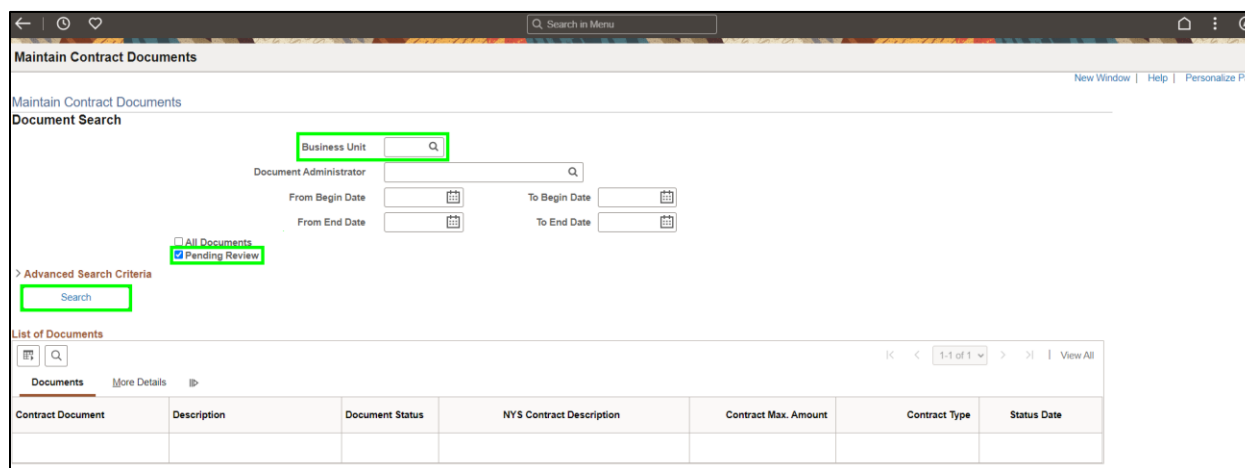 Search in Menu
Maintain Contract Documents
New Window | Help | Personalize P
Maintain Contract Documents
Document Search
Business Unit
Document Administrator
From Begin Date To Begin Date
From End Date To End Date
All Documents
Pending Review
> Advanced Search Criteria
Search
List of Documents
1-1 of 1 | View All
Documents More Details
Contract Document Description Document Status NYS Contract Description Contract Max. Amount Contract Type Status Date